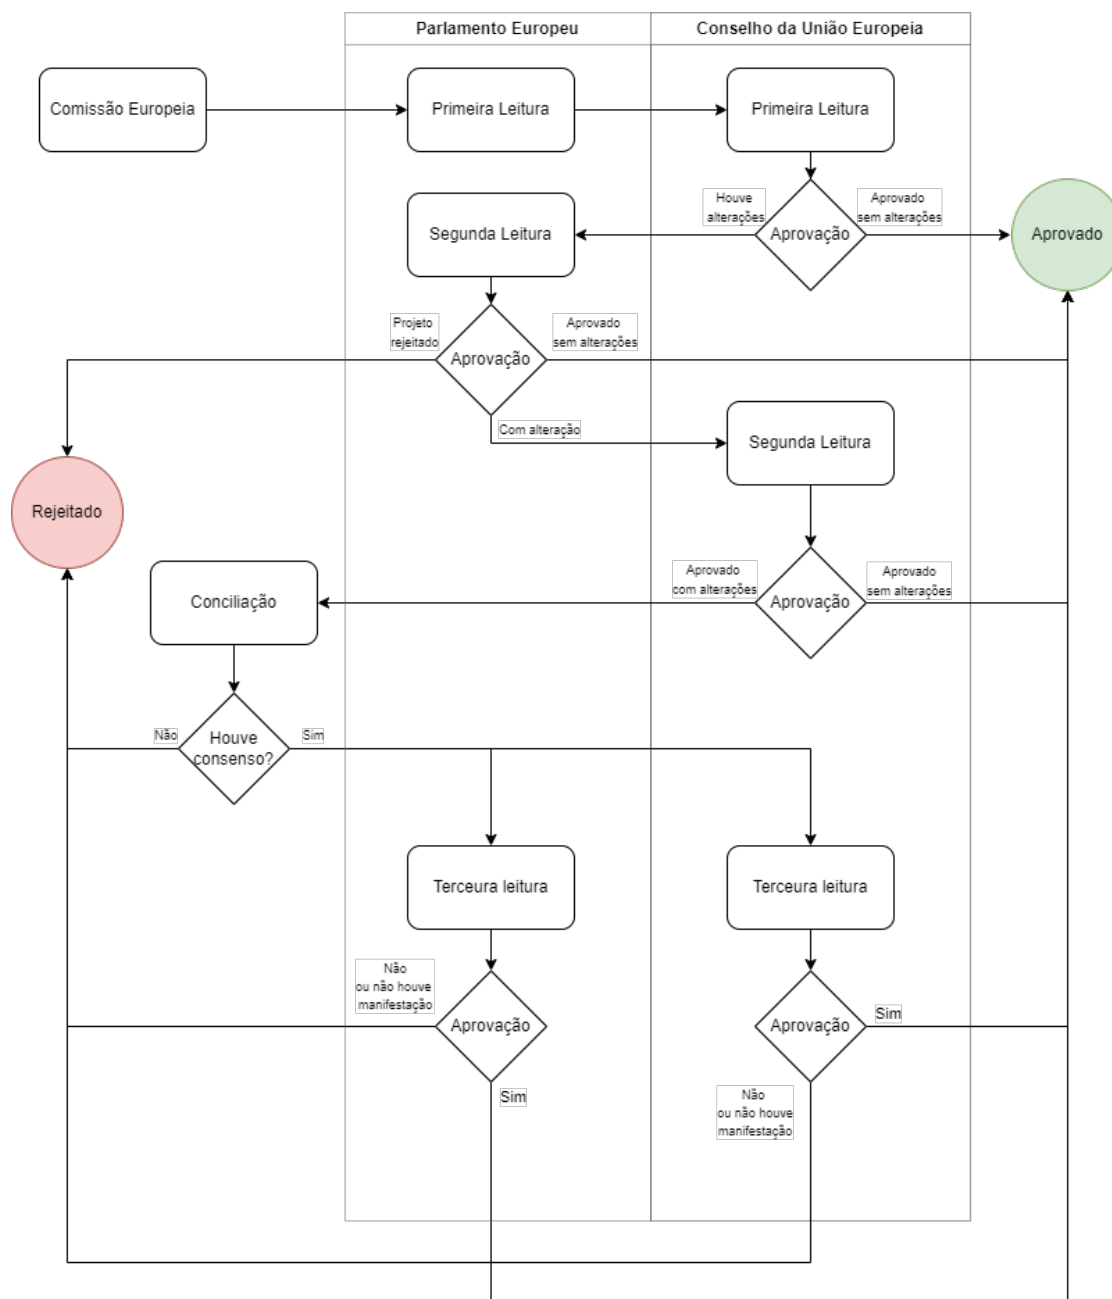 Parlamento Europeu
Conselho da União Europeia
Comissão Europeia
Primeira Leitura
Primeira Leitura
Houve
alterações
Aprovado
sem alterações
Segunda Leitura
Aprovação
Aprovado
Projeto
rejeitado
Aprovado
sem alterações
Aprovação
Com alteração
Segunda Leitura
Rejeitado
Aprovado
com alterações
Aprovado
sem alterações
Conciliação
Aprovação
Não
Houve
consenso?
Sim
Terceura leitura
Terceura leitura
Não
ou não houve
manifestação
Aprovação
Aprovação
Sim
Sim
Não
ou não houve
manifestação